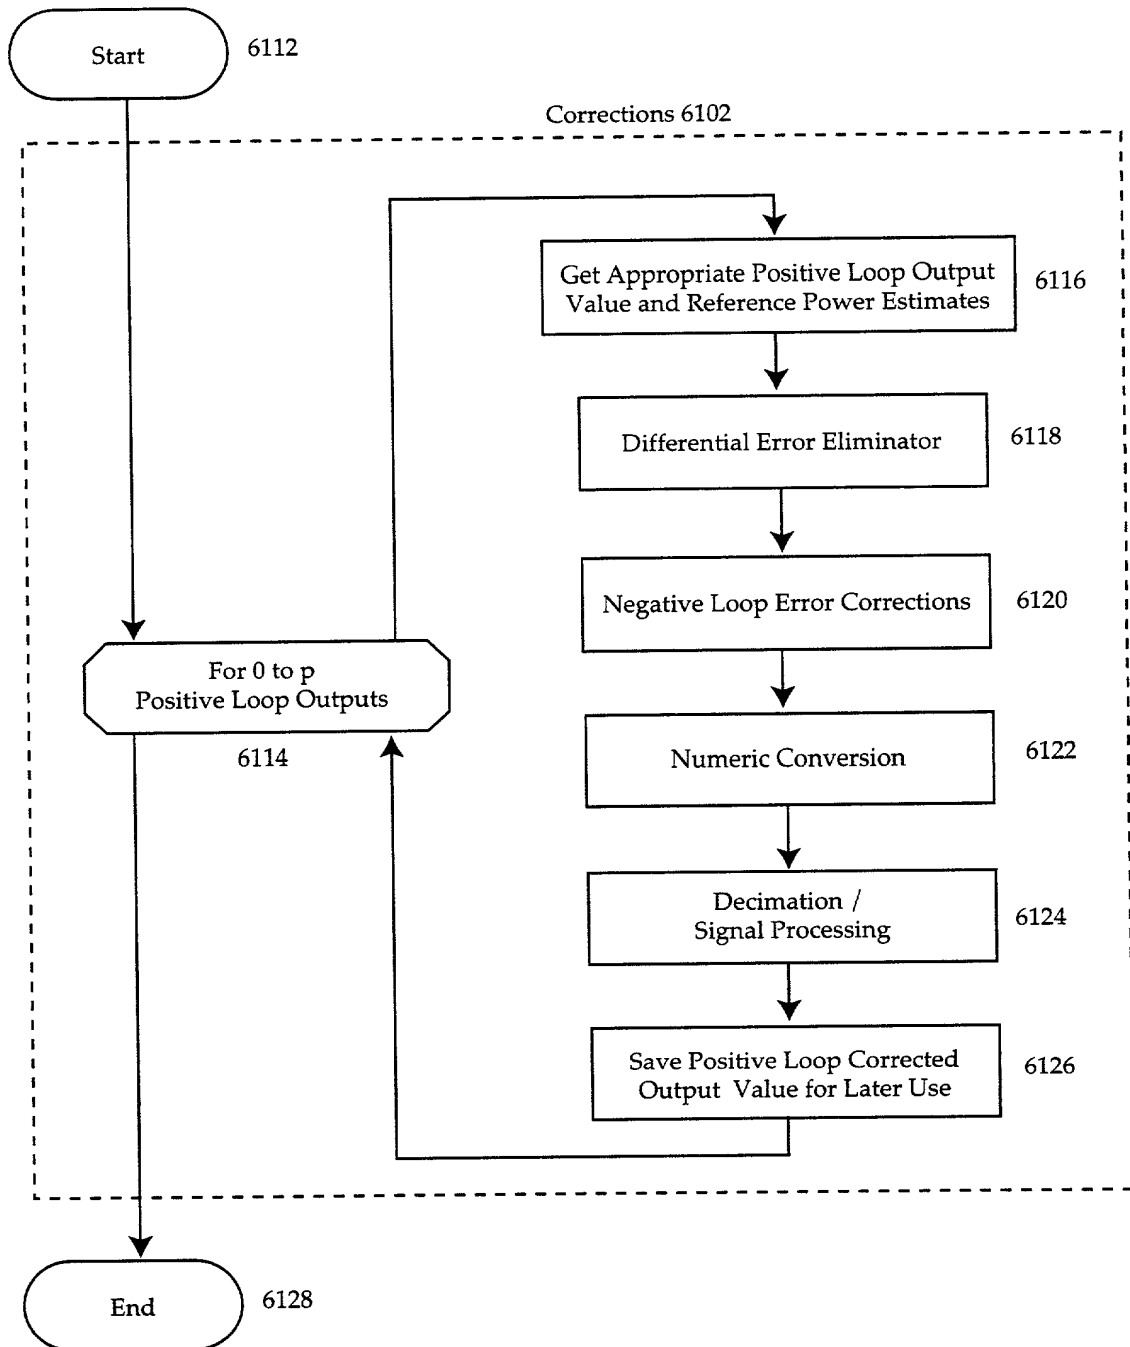 Start
6112
Corrections 6102
Get Appropriate Positive Loop Output
Value and Reference Power Estimates
6116
Differential Error Eliminator
6118
Negative Loop Error Corrections
6120
For 0 to p
Positive Loop Outputs
6114
Numeric Conversion
6122
Decimation /
Signal Processing
6124
Save Positive Loop Corrected
Output Value for Later Use
6126
End
6128